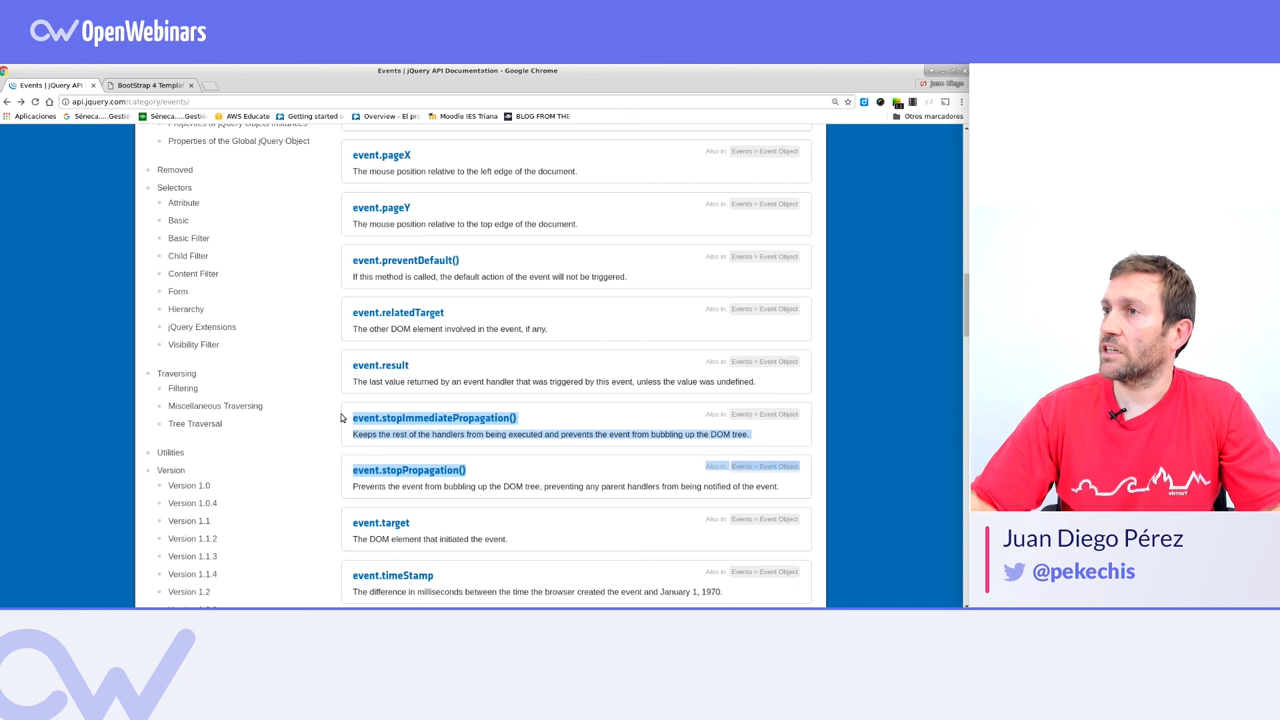 OpenWebinars
Events | jQuery API Documentation - Google Chrome
Events | jQuery API
BootStrap 4 Templa
juan Diego
api.jquery.com/category/events/
Aplicaciones
Séneca.....Gestió
Séneca.....Gestió
AWS Educate
Getting started
Overview - El pr
Moodle IES Triana
BLOG FROM THE
Otros marcadores
Properties of jQuery Object Instances
Properties of the Global jQuery Object
Removed
Selectors
Attribute
Basic
Basic Filter
Child Filter
Content Filter
Form
Hierarchy
jQuery Extensions
Visibility Filter
Traversing
Filtering
Miscellaneous Traversing
Tree Traversal
Utilities
Version
Version 1.0
Version 1.0.4
Version 1.1
Version 1.1.2
Version 1.1.3
Version 1.1.4
Version 1.2
event.pageX
Also in: Events > Event Object
The mouse position relative to the left edge of the document.
event.pageY
Also in: Events > Event Object
The mouse position relative to the top edge of the document.
event.preventDefault()
Also in: Events > Event Object
If this method is called, the default action of the event will not be triggered.
event.relatedTarget
Also in: Events > Event Object
The other DOM element involved in the event, if any.
event.result
Also in: Events > Event Object
The last value returned by an event handler that was triggered by this event, unless the value was undefined.
event.stopImmediatePropagation()
Also in: Events > Event Object
Keeps the rest of the handlers from being executed and prevents the event from bubbling up the DOM tree.
event.stopPropagation()
Also in: Events > Event Object
Prevents the event from bubbling up the DOM tree, preventing any parent handlers from being notified of the event.
event.target
Also in: Events > Event Object
The DOM element that initiated the event.
event.timeStamp
Also in: Events > Event Object
The difference in milliseconds between the time the browser created the event and January 1, 1970.
Juan Diego Pérez
@pekechis